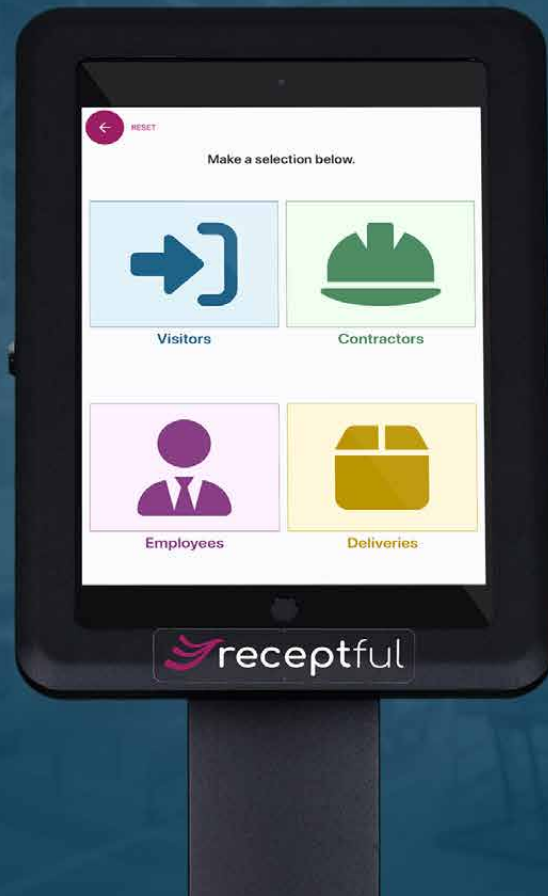 RESET
Make a selection below.
Visitors
Contractors
Employees
Deliveries
receptful